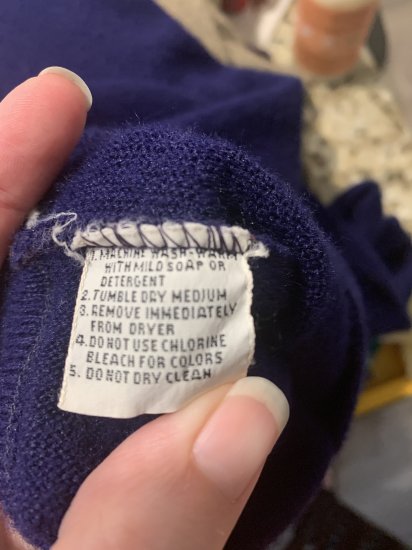 1. MACHINE WASH-WARM
WITH MILD SOAP OR
DETERGENT
2. TUMBLE DRY MEDIUM
3. REMOVE IMMEDIATELY
FROM DRYER
4. DO NOT USE CHLORINE
BLEACH FOR COLORS
5. DO NOT DRY CLEAN